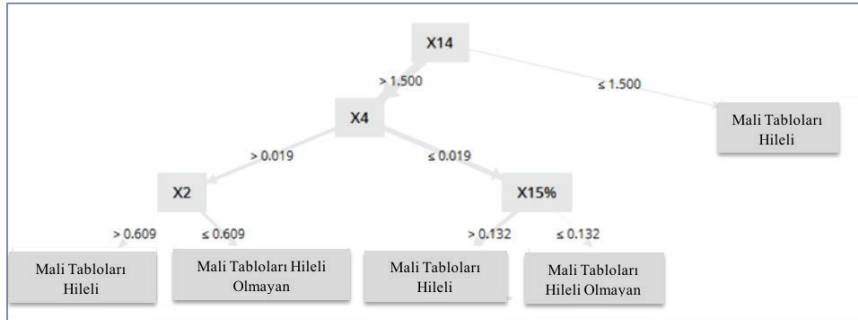 X14
> 1.500
≤ 1.500
X4
Mali Tabloları
Hileli
> 0.019
≤ 0.019
X2
X15%
> 0.609
≤ 0.609
> 0.132
≤ 0.132
Mali Tabloları
Hileli
Mali Tabloları Hileli
Olmayan
Mali Tabloları
Hileli
Mali Tabloları
Hileli Olmayan